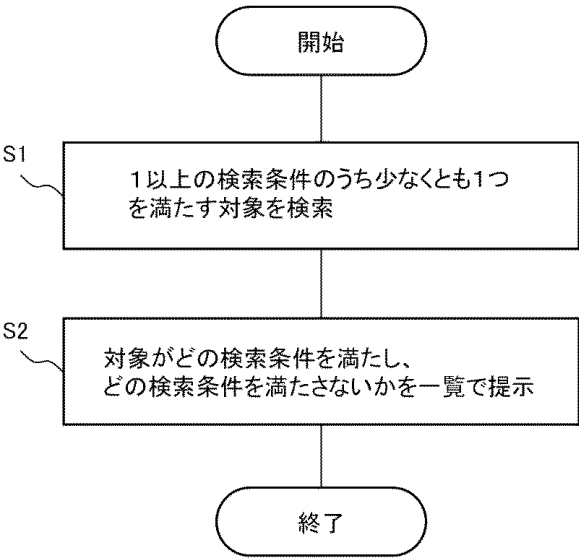 開始
S1
１以上の検索条件のうち少なくとも１つ
を満たす対象を検索
S2
対象がどの検索条件を満たし、
どの検索条件を満たさないかを一覧で提示
終了